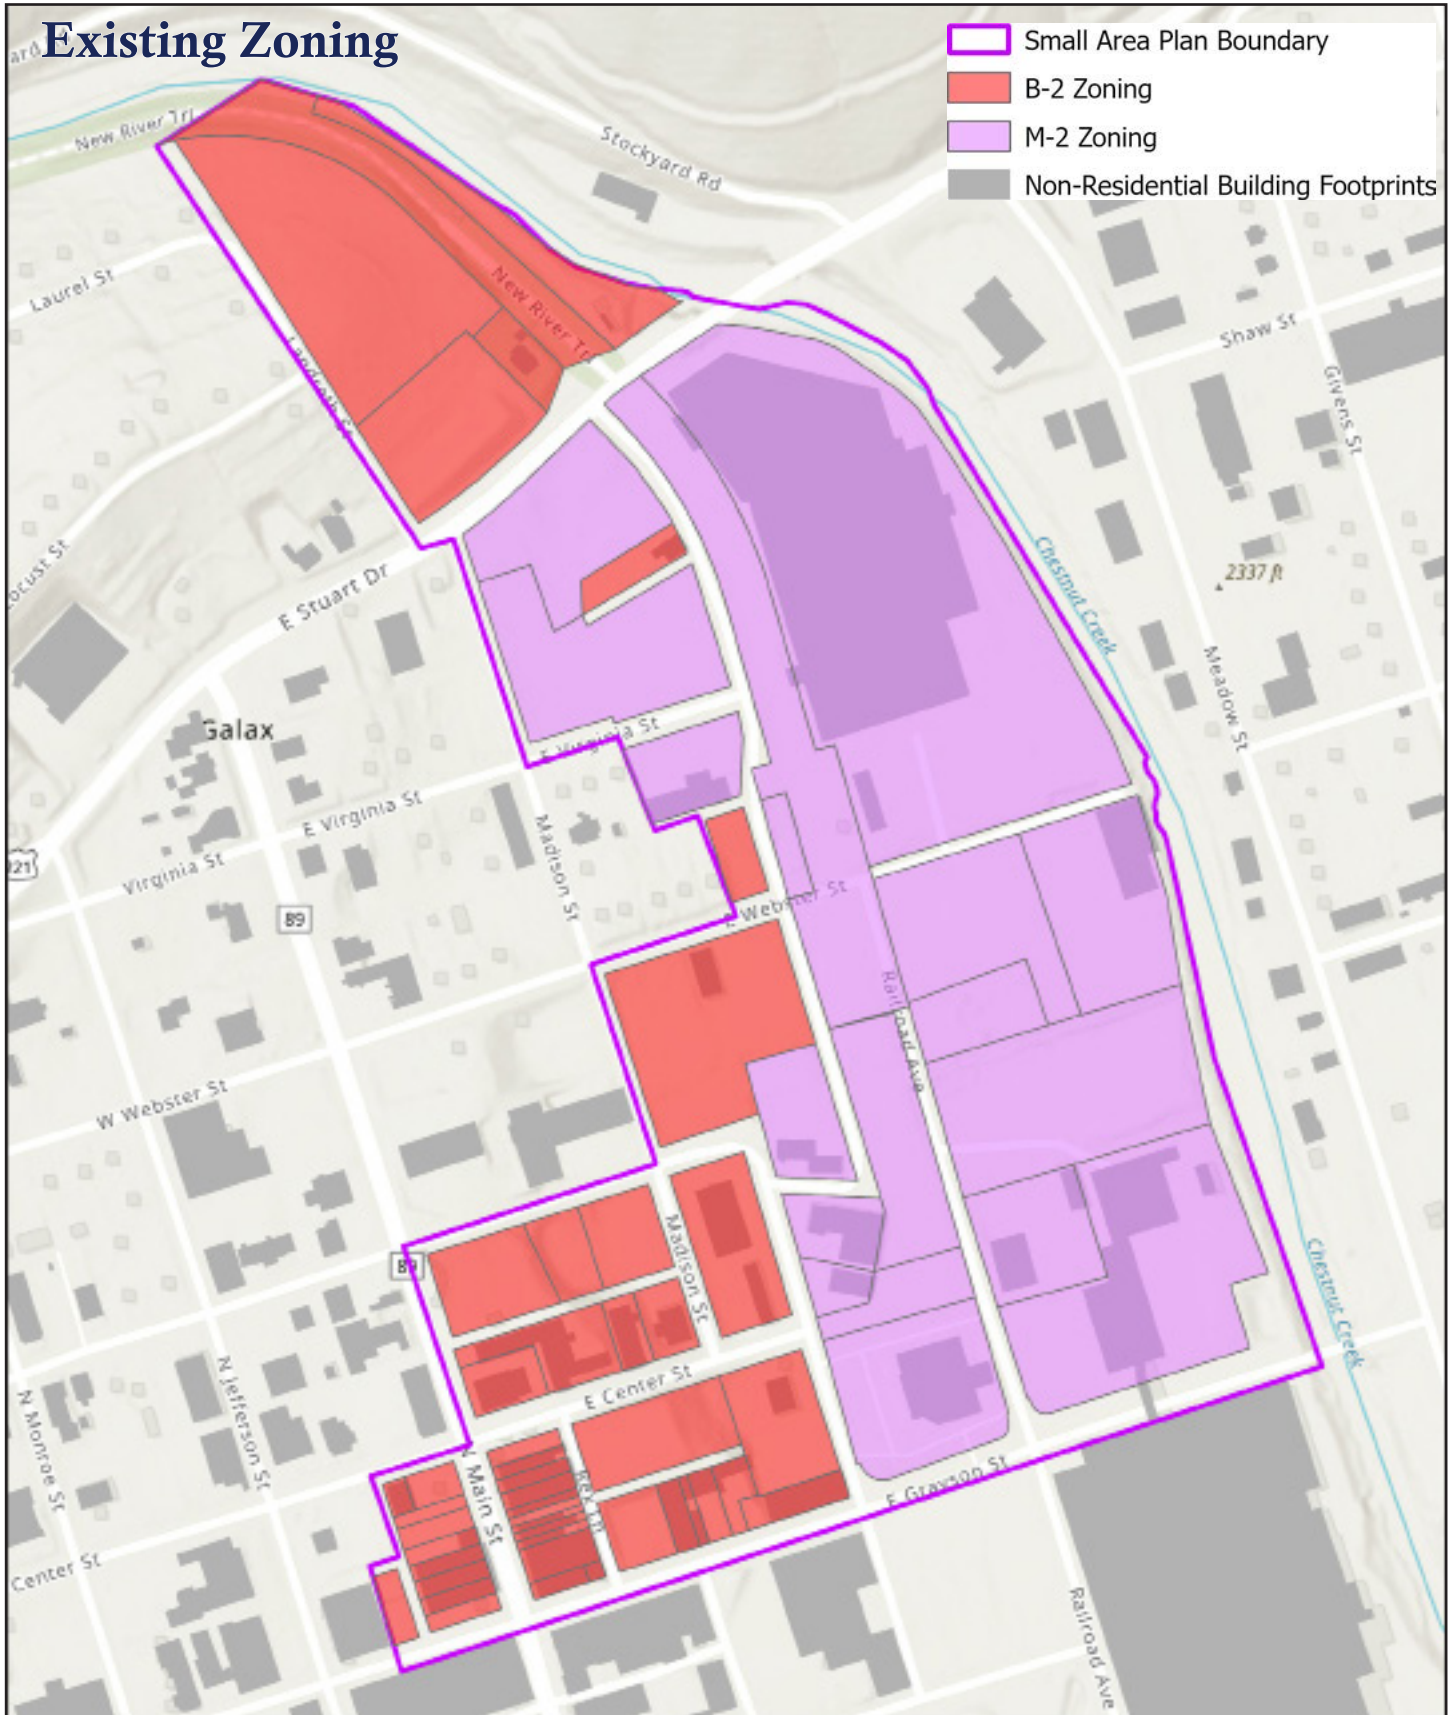 Existing Zoning
Small Area Plan Boundary
B-2 Zoning
M-2 Zoning
Non-Residential Building Footprints
New River Trl
Stockyard Rd
Laurel St
New River Trl
Landreth St
Shaw St
Givens St
E Stuart Dr
Chestnut Creek
2337 ft
Meadow St
Galax
E Virginia St
E Virginia St
Virginia St
Madison St
89
Webster St
Railroad Ave
W Webster St
Madison St
89
Chestnut Creek
N Jefferson St
N Monroe St
E Center St
N Main St
Rex Ln
E Grayson St
Center St
Railroad Ave